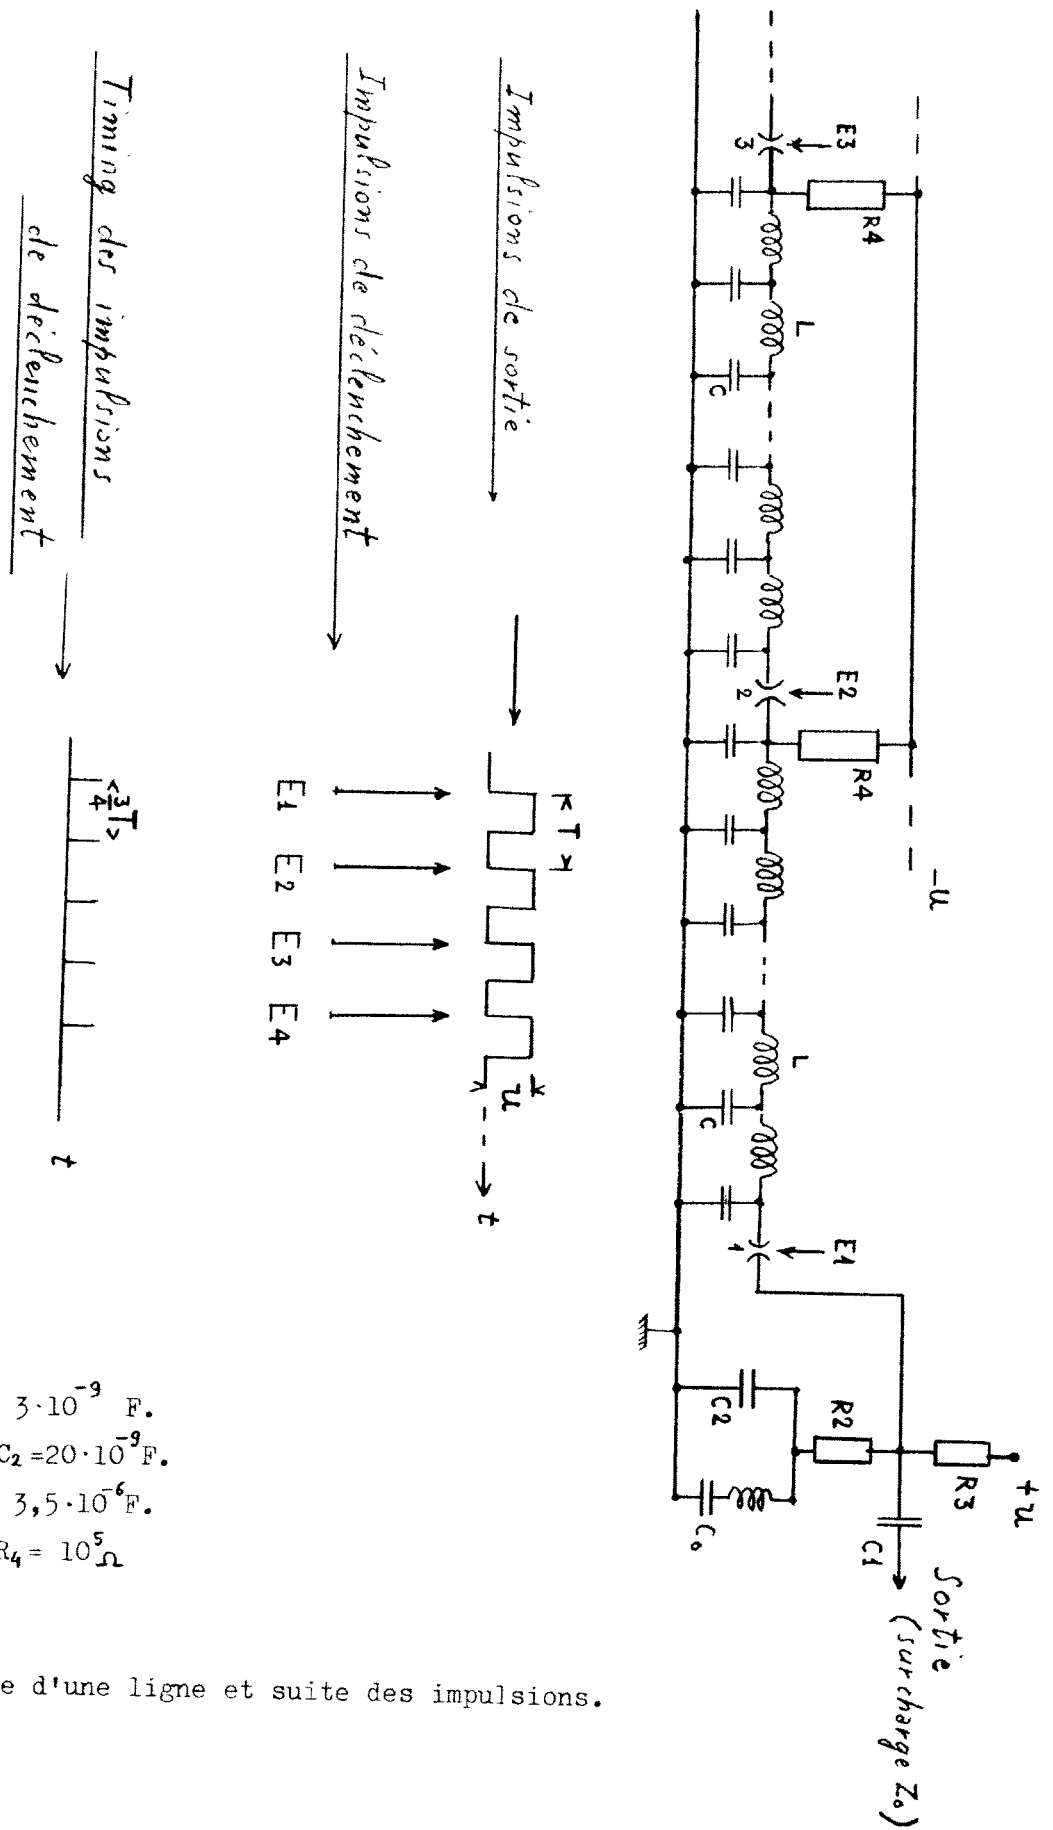 E3
3
R4
L
C
E2
2
R4
-u
L
C
E1
1
C2
R2
R3
+u
C₀
C1
Sortie
(surcharge Z₀)
Impulsions de sortie
T
u
t
Impulsions de déclenchement
E1
E2
E3
E4
Timing des impulsions
de déclenchement
<3/4 T>
t
3·10⁻⁹ F.
C₂ =20·10⁻⁹F.
3,5·10⁻⁶F.
R₄ = 10⁵Ω
e d'une ligne et suite des impulsions.